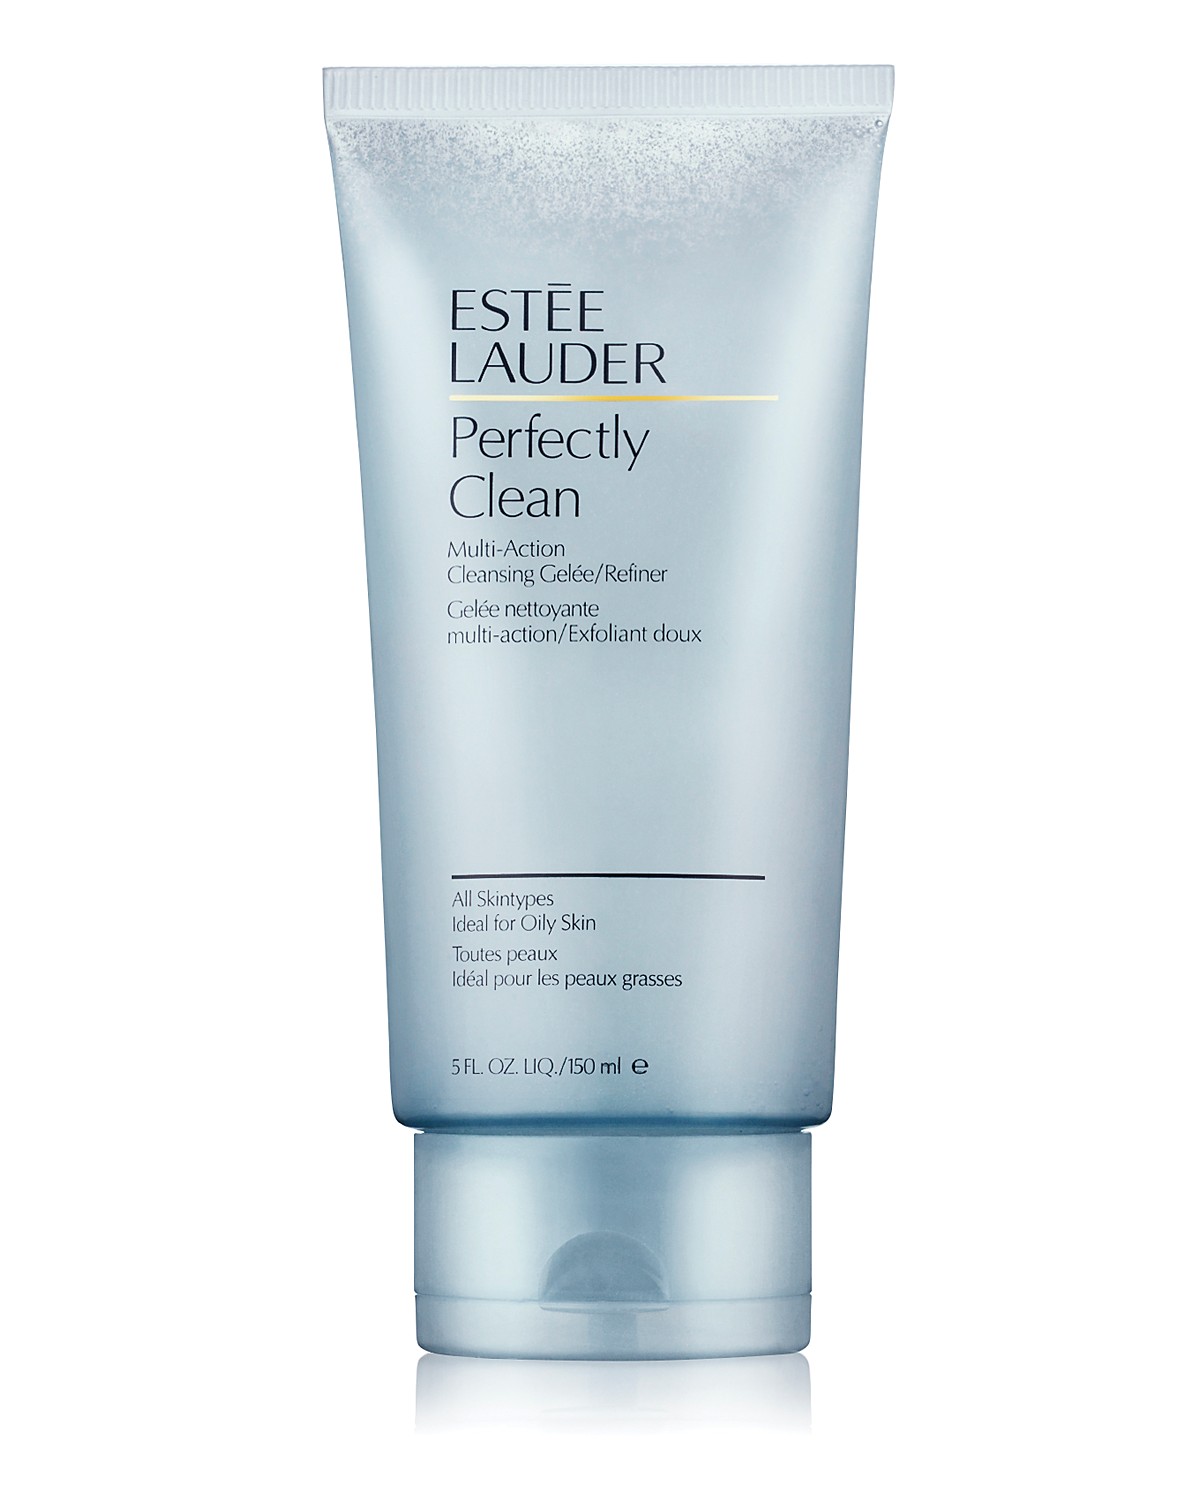 ESTĒE
LAUDER
Perfectly
Clean
Multi-Action
Cleansing Gelée/Refiner
Gelée nettoyante
multi-action/Exfoliant doux
All Skintypes
Ideal for Oily Skin
Toutes peaux
Idéal pour les peaux grasses
5 FL. OZ. LIQ./150 ml ℮